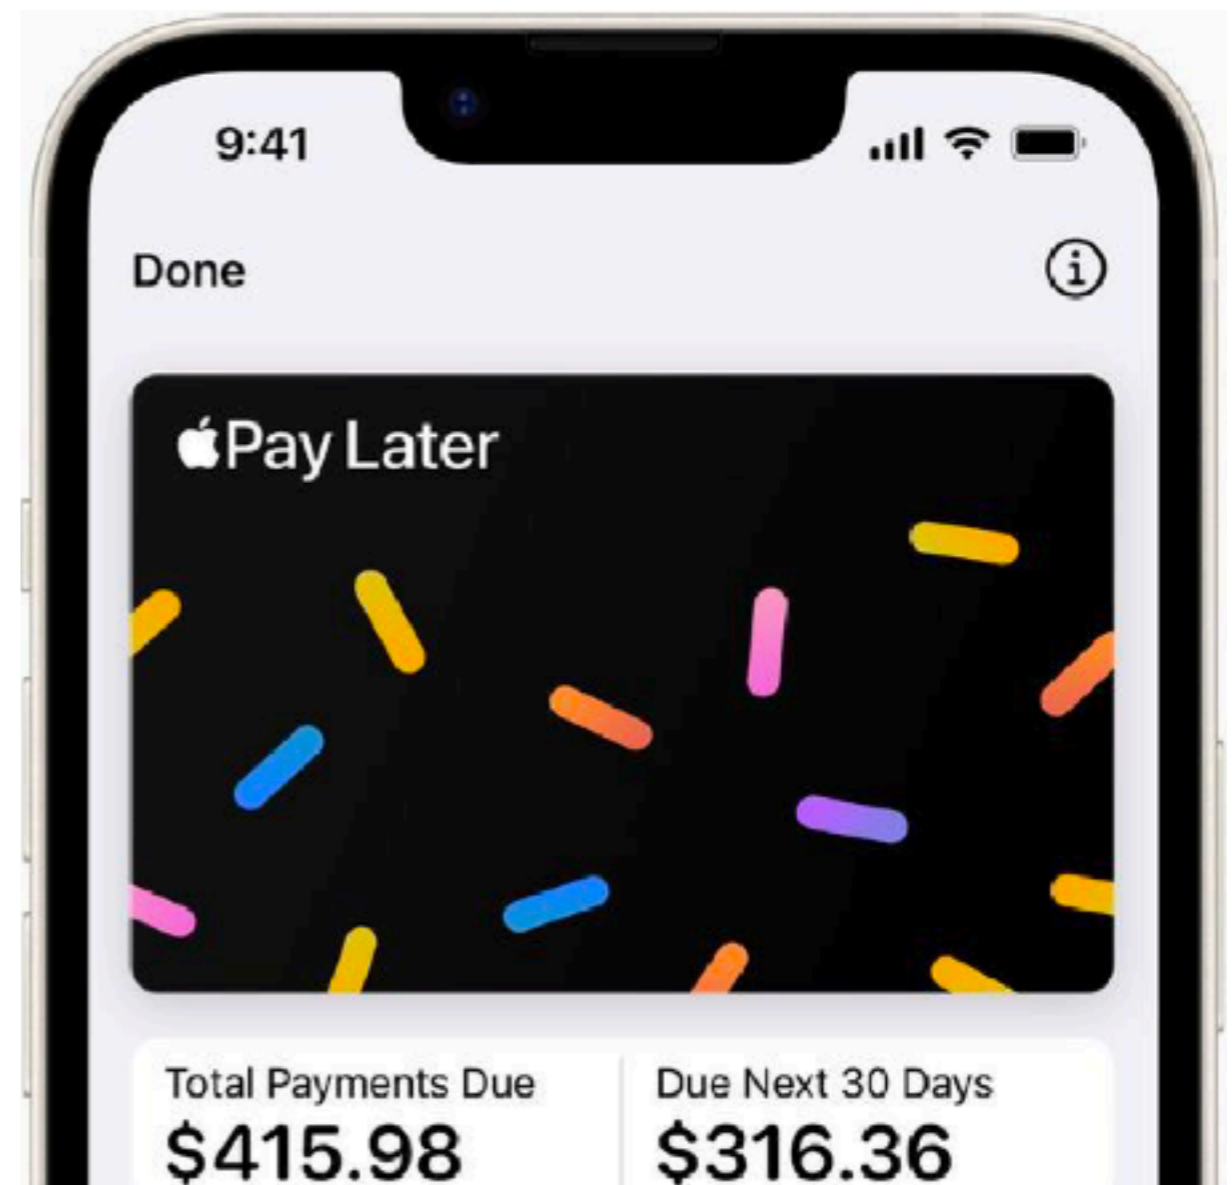 9:41
Done
Pay Later
Total Payments Due
$415.98
Due Next 30 Days
$316.36